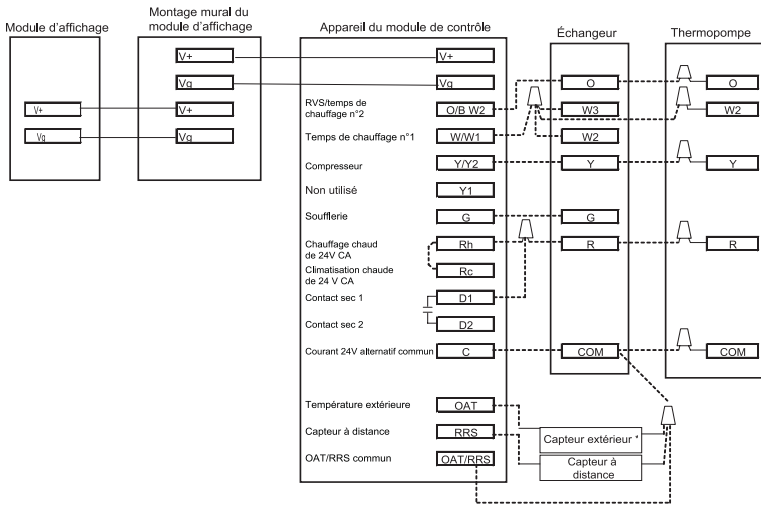 Module d'affichage
Montage mural du
module d'affichage
Appareil du module de contrôle
Échangeur
Thermopompe
V+
Vg
V+
Vg
V+
Vg
V+
Vg
RVS/temps de
chauffage n°2
O/B W2
O
O
W3
W2
Temps de chauffage n°1
W/W1
W2
Compresseur
Y/Y2
Y
Y
Non utilisé
Y1
Soufflerie
G
G
Chauffage chaud
de 24V CA
Rh
R
R
Climatisation chaude
de 24 V CA
Rc
Contact sec 1
D1
Contact sec 2
D2
Courant 24V alternatif commun
C
COM
COM
Température extérieure
OAT
Capteur à distance
RRS
Capteur extérieur *
OAT/RRS commun
OAT/RRS
Capteur à
distance